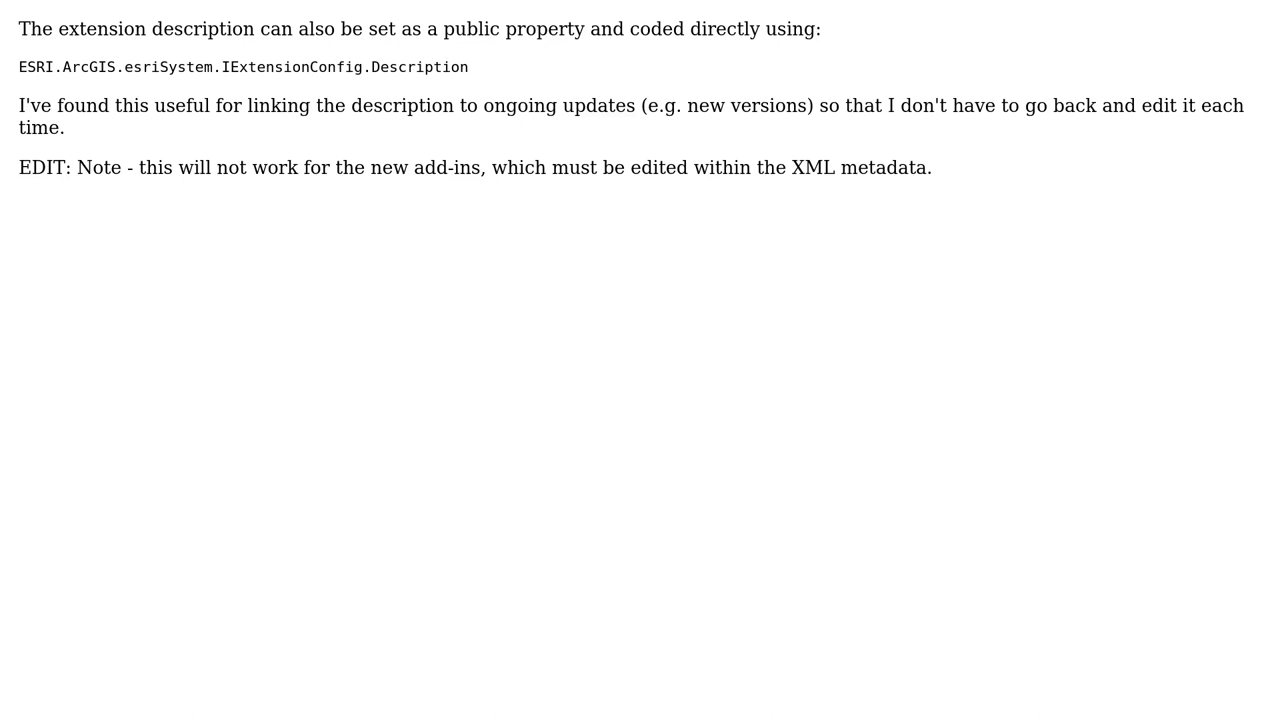 The extension description can also be set as a public property and coded directly using:
ESRI.ArcGIS.esriSystem.IExtensionConfig.Description
I've found this useful for linking the description to ongoing updates (e.g. new versions) so that I don't have to go back and edit it each
time.
EDIT: Note - this will not work for the new add-ins, which must be edited within the XML metadata.